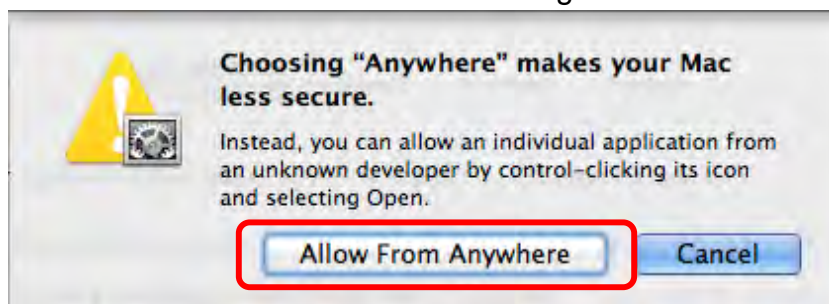 Choosing “Anywhere” makes your Mac
less secure.
Instead, you can allow an individual application from
an unknown developer by control-clicking its icon
and selecting Open.
Allow From Anywhere Cancel